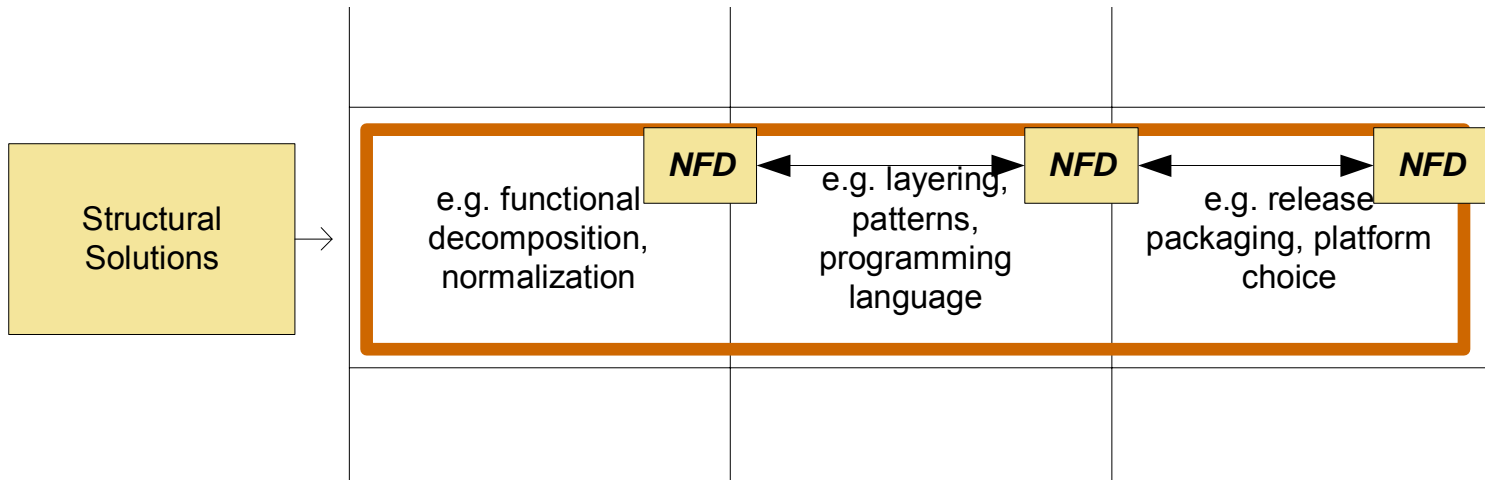 Structural
Solutions
e.g. functional
decomposition,
normalization
NFD
e.g. layering,
patterns,
programming
language
NFD
e.g. release
packaging, platform
choice
NFD